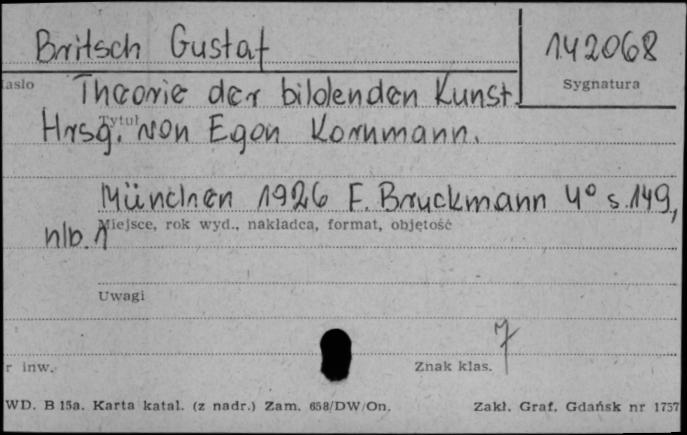 Britsch Gustaf 142068
Sygnatura
Theorie der bildenden Kunst.
Tytuł
Hrsg. von Egon Kornmann.
München 1926 F. Bruckmann 4° s. 149,
Miejsce, rok wyd., nakładca, format, objętość
nlb. 1
Uwagi
7
r inw. Znak klas.
WD. B 15a. Karta katal. (z nadr.) Zam. 658/DW/On. Zakł. Graf. Gdańsk nr 1757